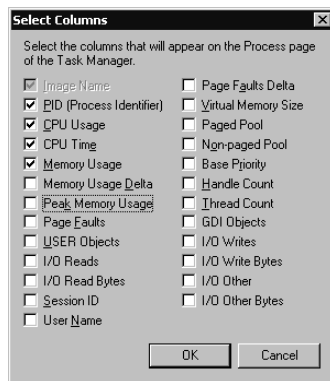 Select Columns
Select the columns that will appear on the Process page
of the Task Manager.
Image Name
PID (Process Identifier)
CPU Usage
CPU Time
Memory Usage
Memory Usage Delta
Peak Memory Usage
Page Faults
USER Objects
I/O Reads
I/O Read Bytes
Session ID
User Name
Page Faults Delta
Virtual Memory Size
Paged Pool
Non-paged Pool
Base Priority
Handle Count
Thread Count
GDI Objects
I/O Writes
I/O Write Bytes
I/O Other
I/O Other Bytes
OK
Cancel